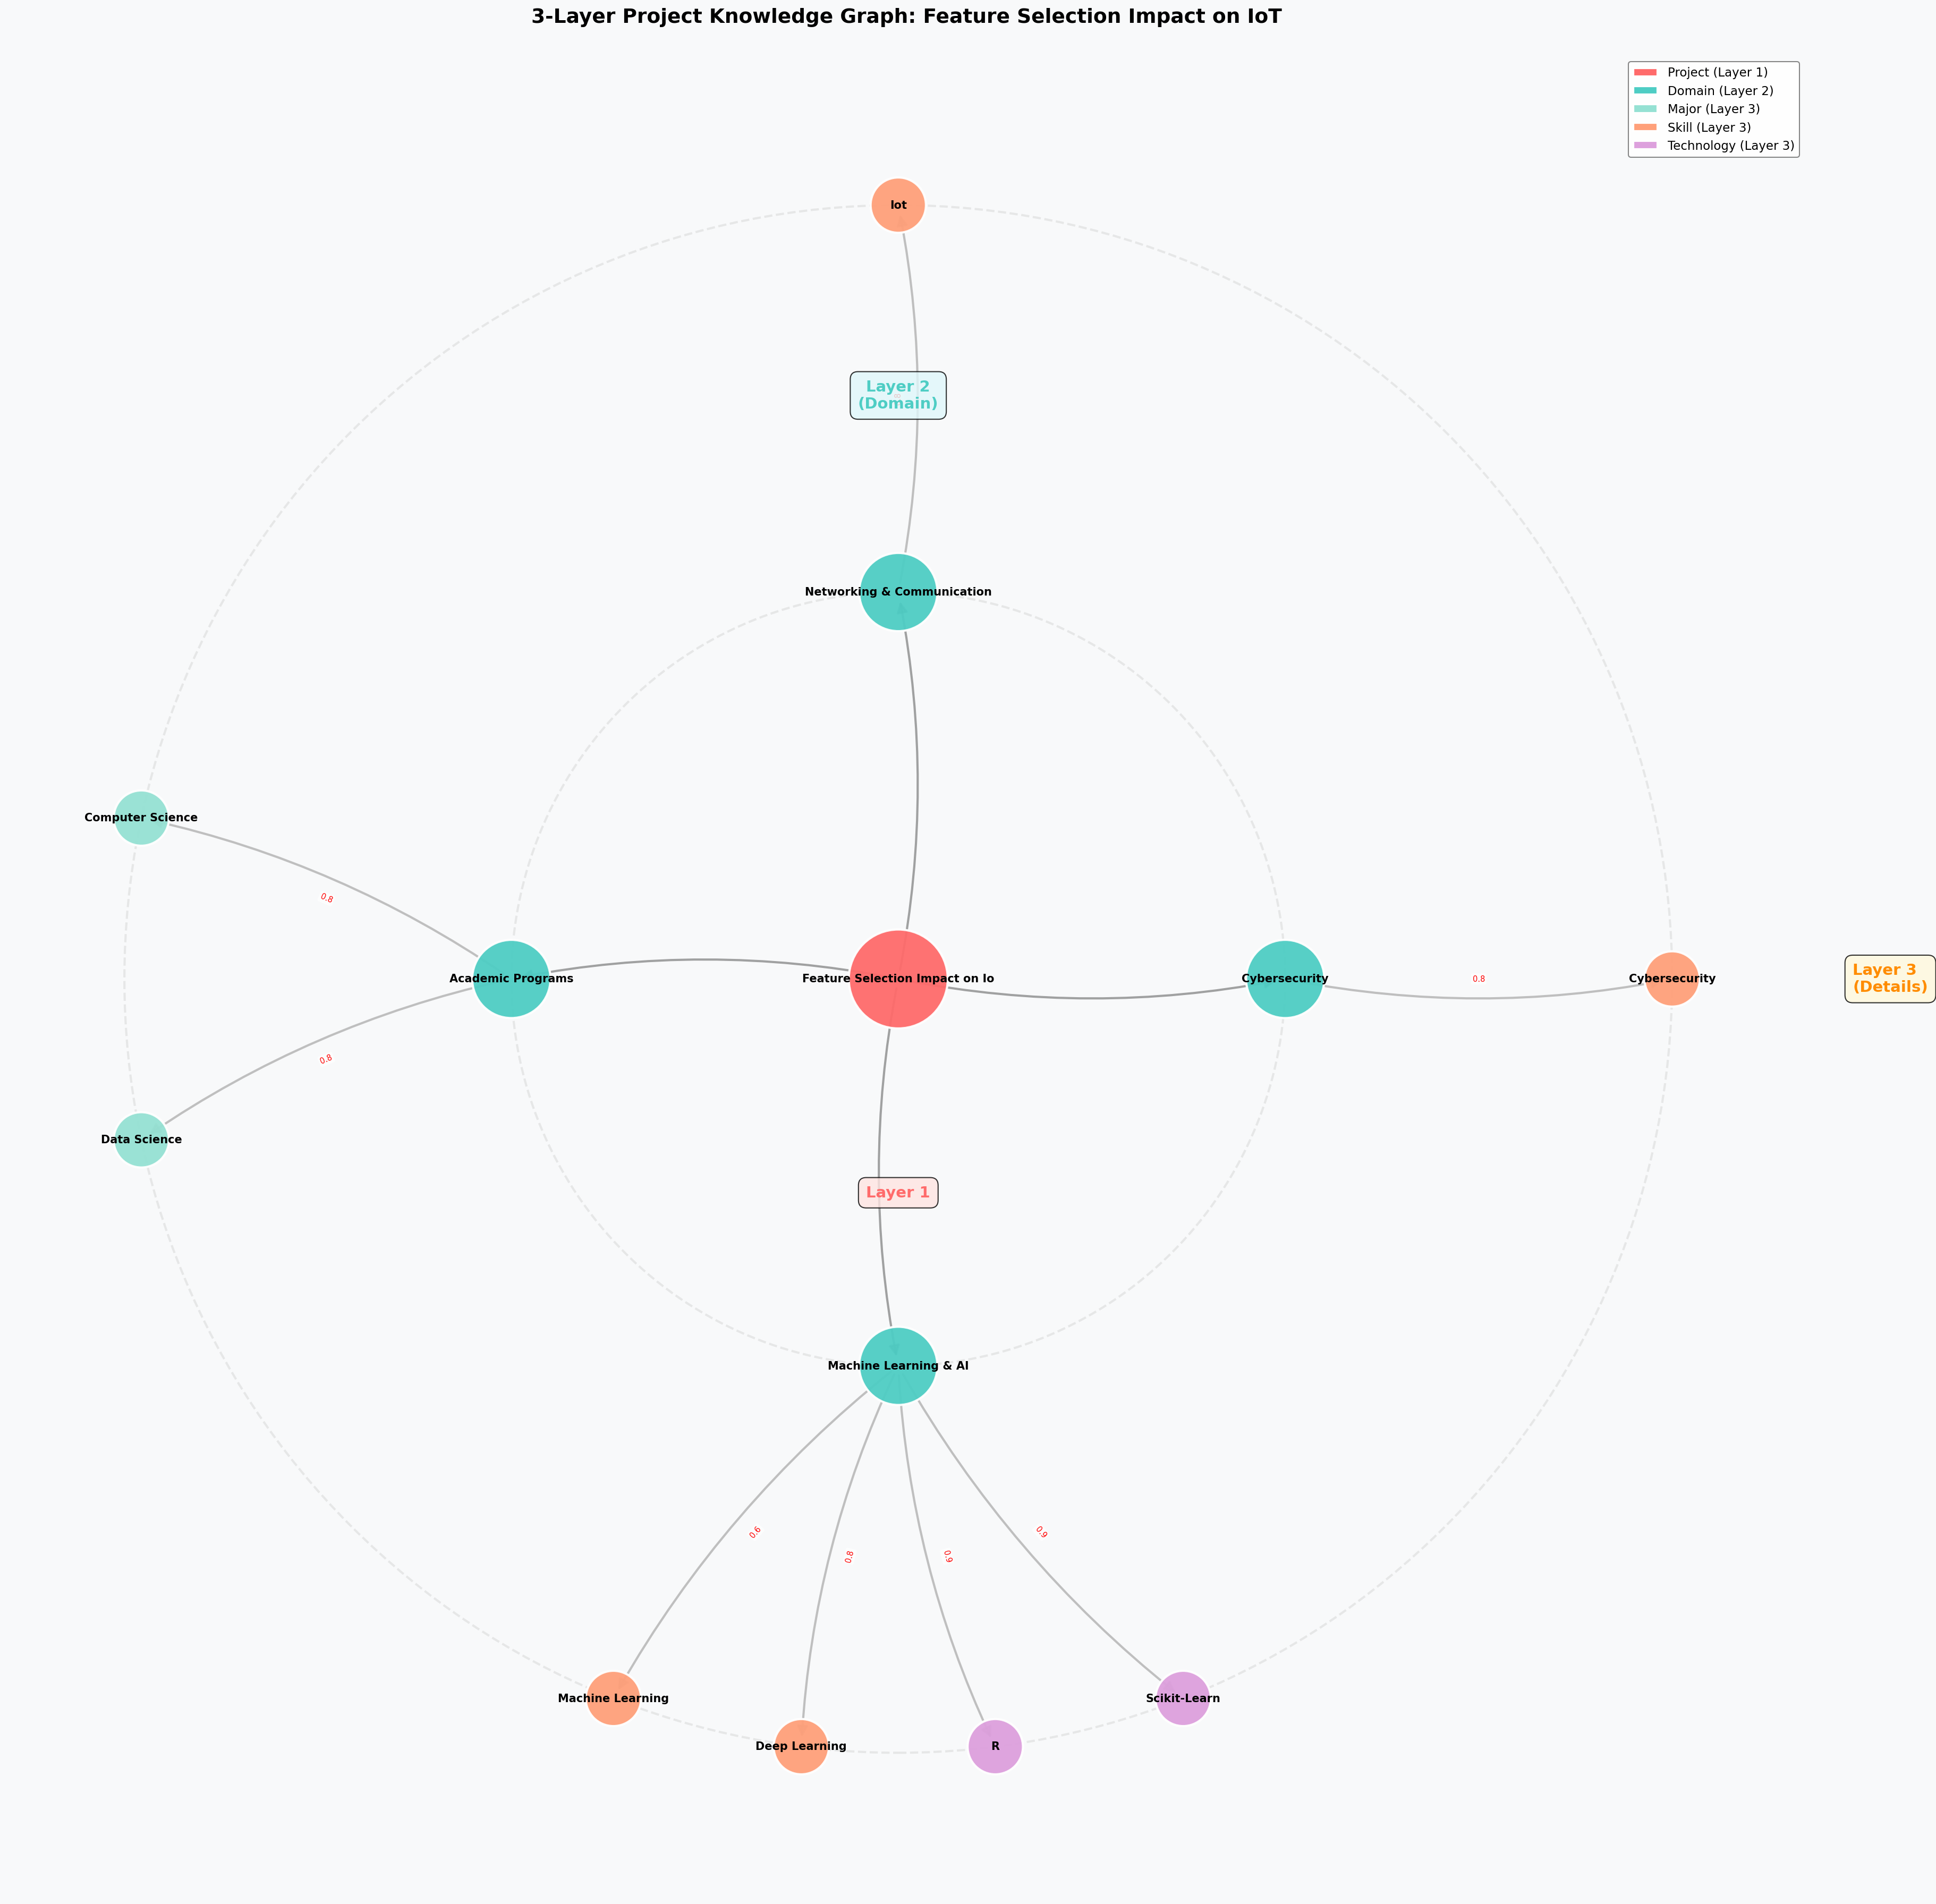 3-Layer Project Knowledge Graph: Feature Selection Impact on IoT
Project (Layer 1)
Domain (Layer 2)
Major (Layer 3)
Skill (Layer 3)
Technology (Layer 3)
Iot
Layer 2
(Domain)
Networking & Communication
Computer Science
0.8
Academic Programs
Feature Selection Impact on Io
Cybersecurity
0.8
Cybersecurity
Layer 3
(Details)
0.8
Data Science
Layer 1
Machine Learning & AI
0.6
0.8
0.9
0.9
Machine Learning
Deep Learning
R
Scikit-Learn